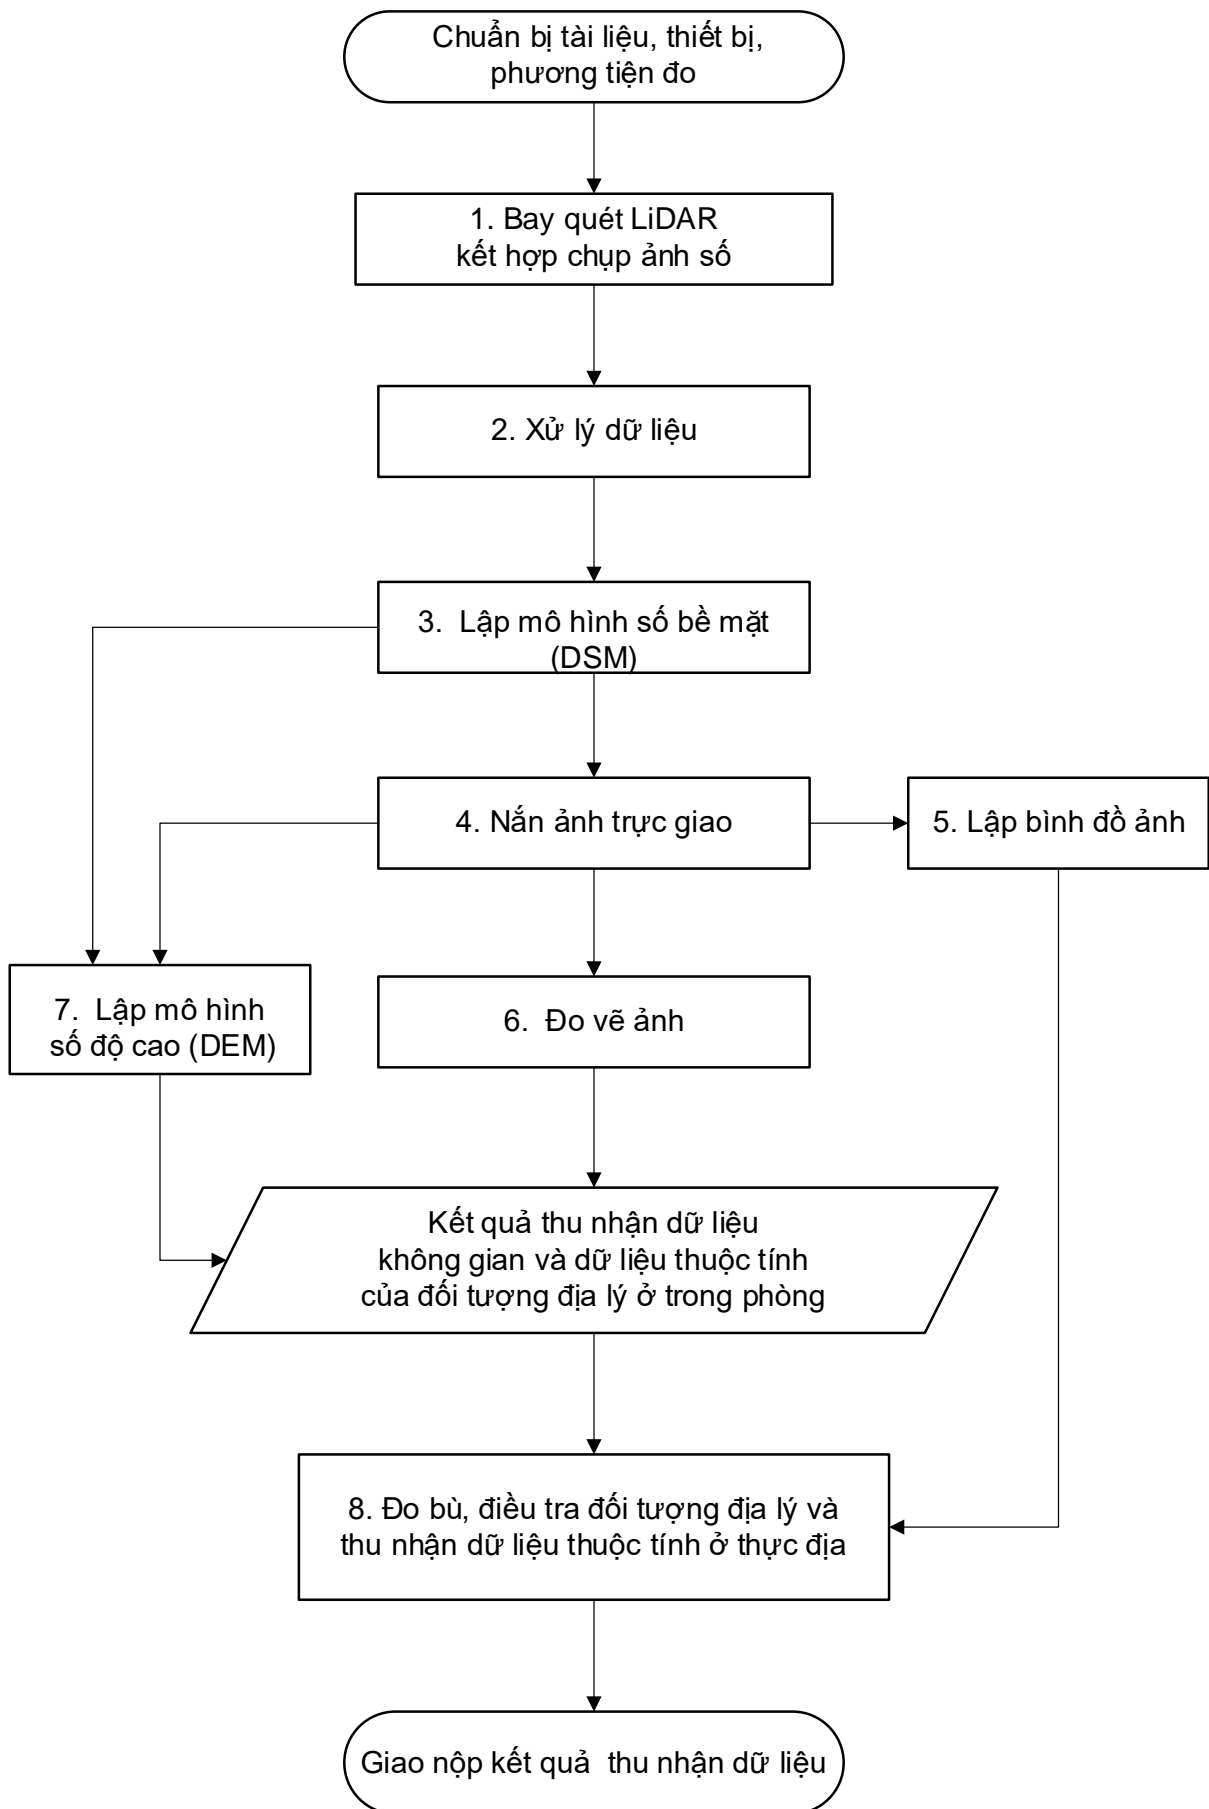 Chuẩn bị tài liệu, thiết bị,
phương tiện đo
1. Bay quét LiDAR
kết hợp chụp ảnh số
2. Xử lý dữ liệu
3. Lập mô hình số bề mặt
(DSM)
4. Nắn ảnh trực giao
5. Lập bình đồ ảnh
7. Lập mô hình
số độ cao (DEM)
6. Đo vẽ ảnh
Kết quả thu nhận dữ liệu
không gian và dữ liệu thuộc tính
của đối tượng địa lý ở trong phòng
8. Đo bù, điều tra đối tượng địa lý và
thu nhận dữ liệu thuộc tính ở thực địa
Giao nộp kết quả thu nhận dữ liệu